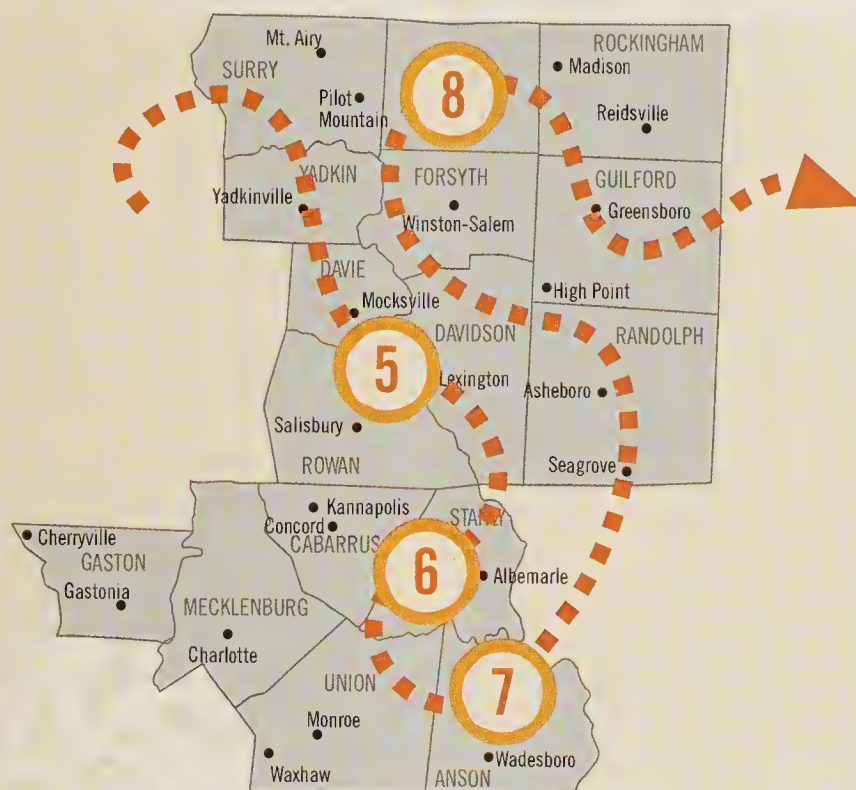 Mt. Airy
SURRY
Pilot
Mountain
8
ROCKINGHAM
Madison
Reidsville
YADKIN
Yadkinville
FORSYTH
Winston-Salem
GUILFORD
Greensboro
DAVIE
Mocksville
High Point
DAVIDSON
RANDOLPH
5
Lexington
Asheboro
Salisbury
ROWAN
Seagrove
Kannapolis
Concord
CABARRUS
STANLY
Cherryville
GASTON
Gastonia
6
Albemarle
MECKLENBURG
Charlotte
UNION
7
Monroe
Waxhaw
Wadesboro
ANSON